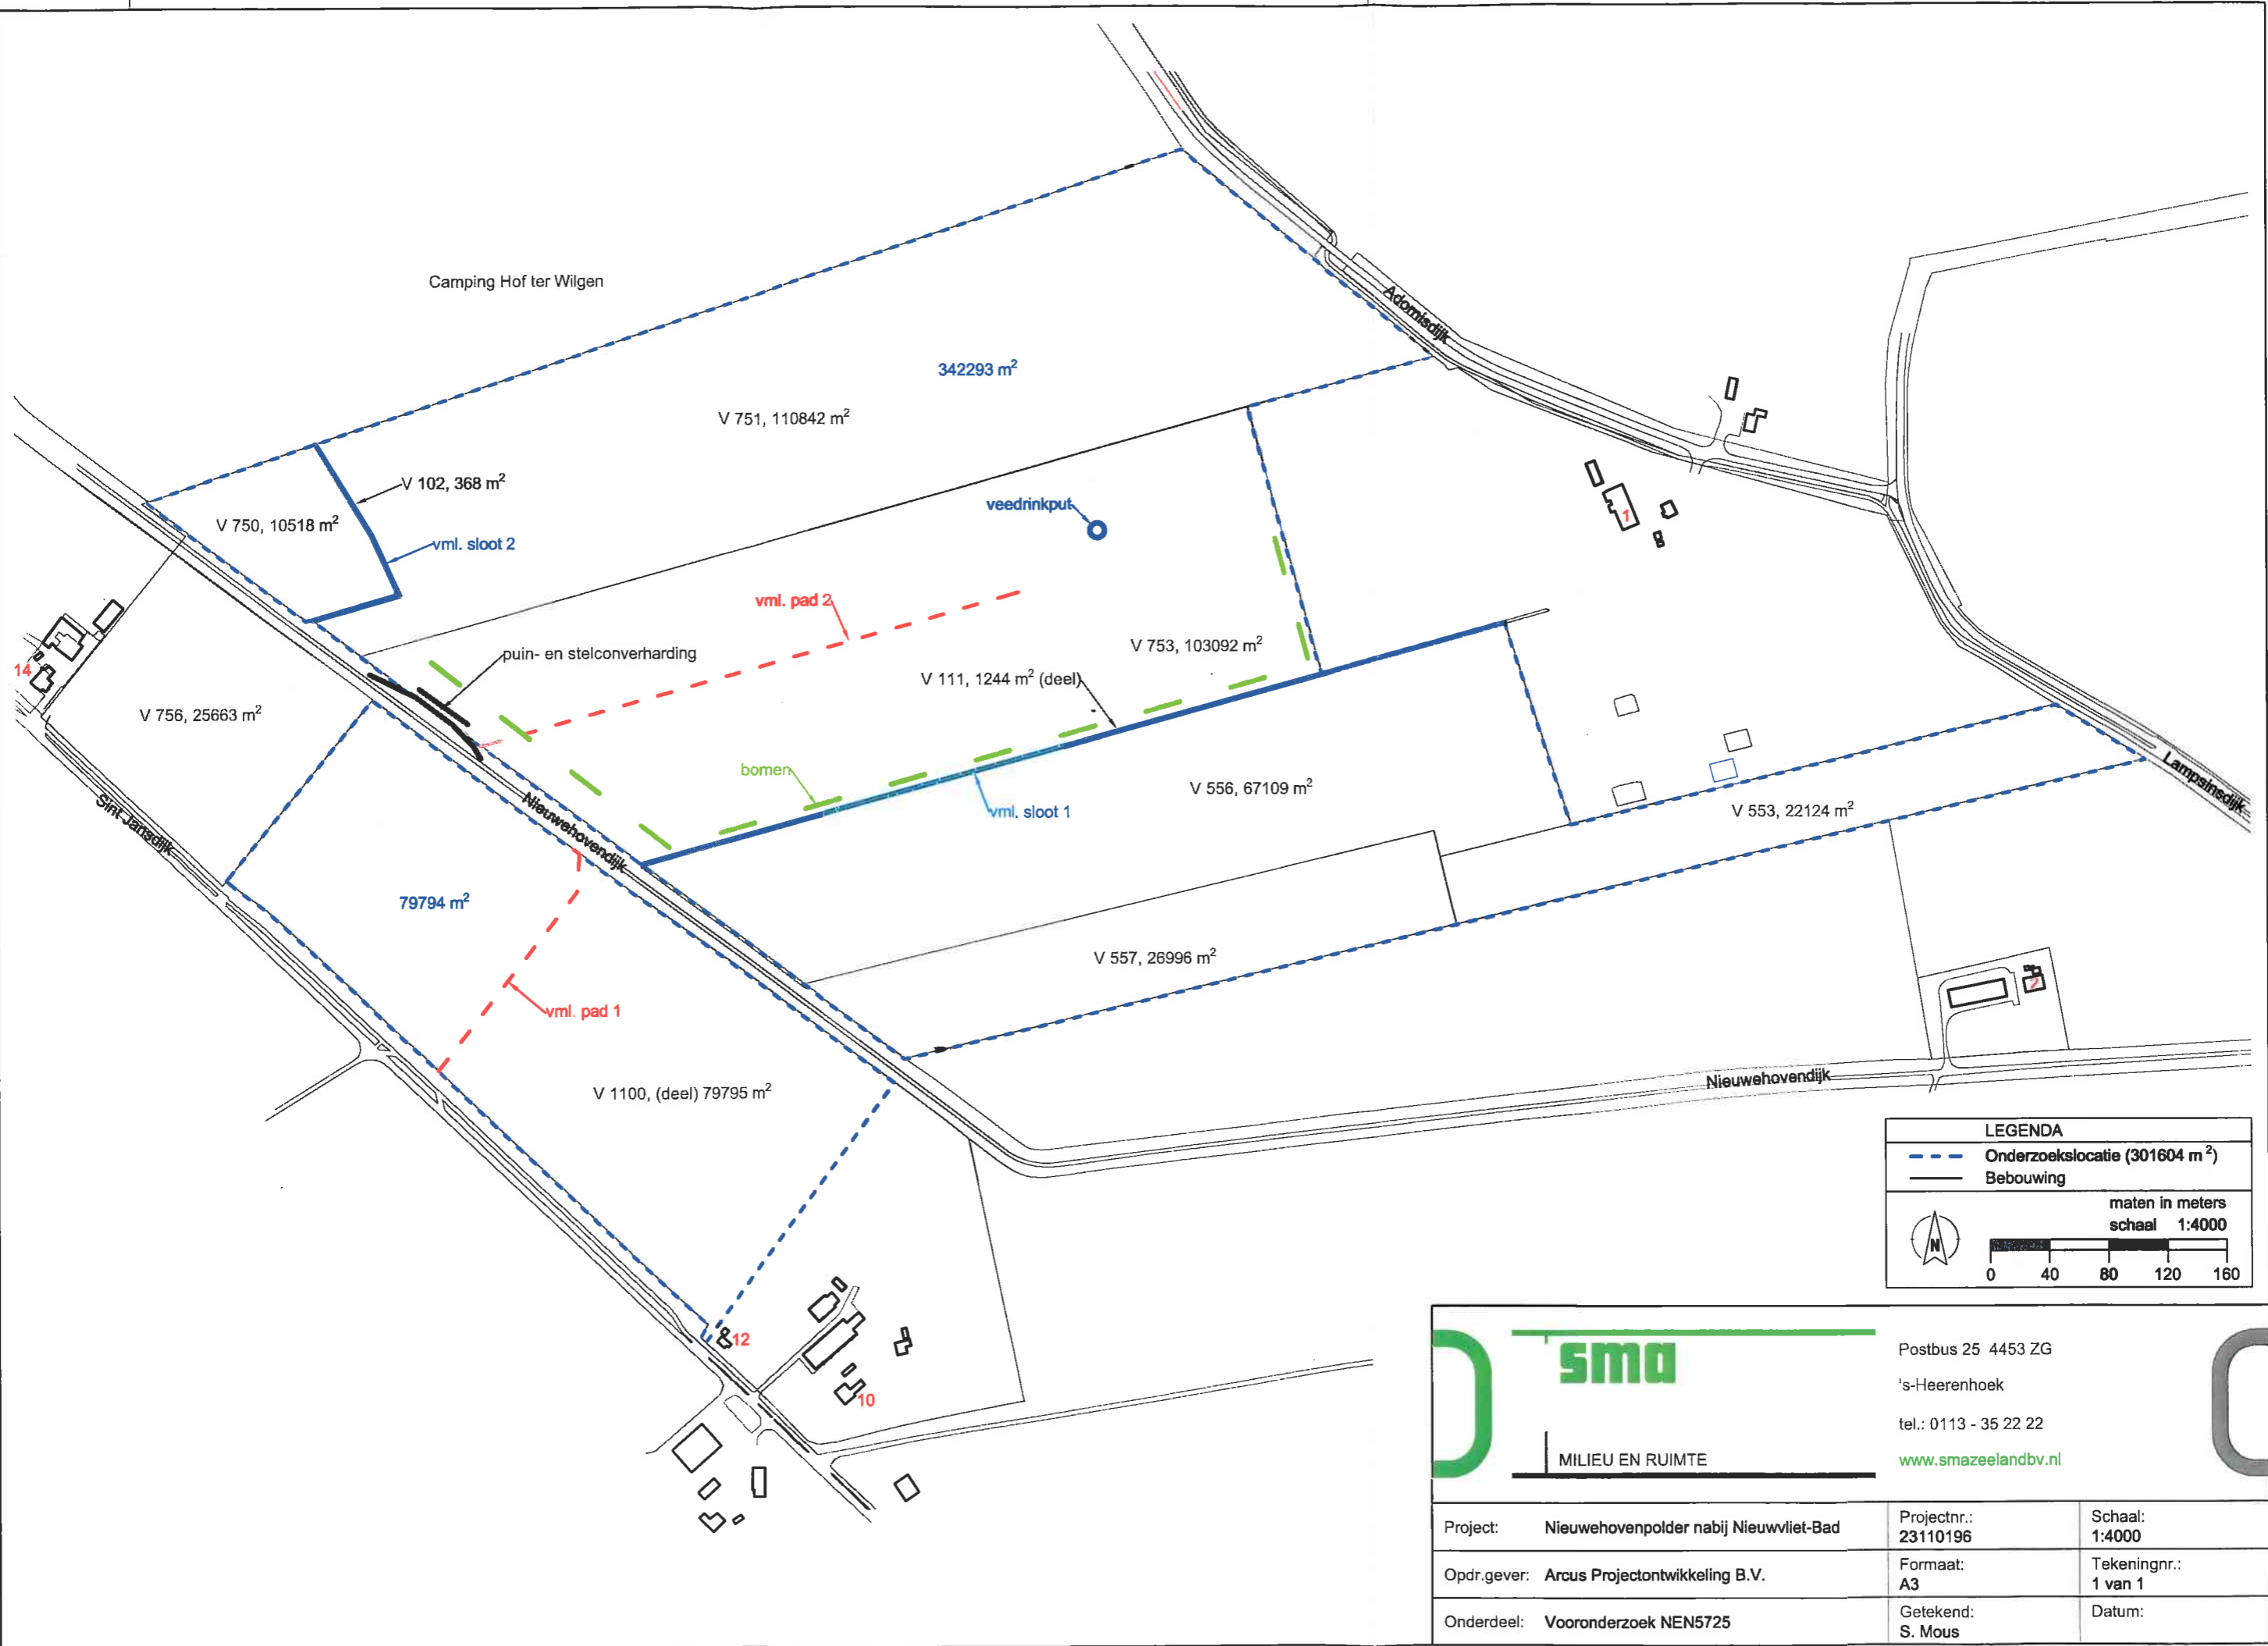 Camping Hof ter Wilgen
342293 m²
Adornisdijk
V 751, 110842 m²
V 102, 368 m²
V 750, 10518 m²
veedrinkput
vml. sloot 2
1
vml. pad 2
puin- en stelconverharding
V 753, 103092 m²
14
V 111, 1244 m² (deel)
V 756, 25663 m²
bomen
Lampsinsdijk
V 556, 67109 m²
vml. sloot 1
V 553, 22124 m²
Sint Jansdijk
Nieuwehovendijk
79794 m²
V 557, 26996 m²
2
vml. pad 1
V 1100, (deel) 79795 m²
Nieuwehovendijk
12
10
LEGENDA
Onderzoekslocatie (301604 m²)
Bebouwing
maten in meters
schaal 1:4000
N
0 40 80 120 160
sma
MILIEU EN RUIMTE
Postbus 25 4453 ZG
's-Heerenhoek
tel.: 0113 - 35 22 22
www.smazeelandbv.nl
Project: Nieuwehovenpolder nabij Nieuwvliet-Bad
Projectnr.:
23110196
Schaal:
1:4000
Opdr.gever: Arcus Projectontwikkeling B.V.
Formaat:
A3
Tekeningnr.:
1 van 1
Onderdeel: Vooronderzoek NEN5725
Getekend:
S. Mous
Datum: